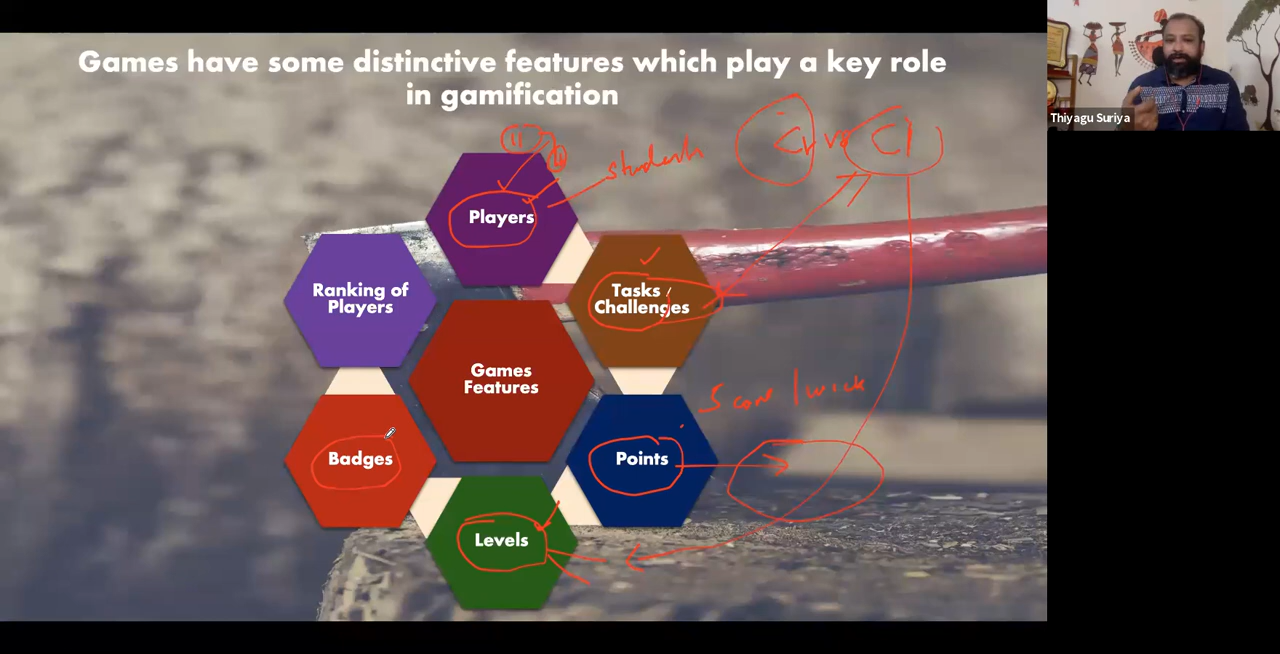 Games have some distinctive features which play a key role
in gamification
Thiyagu Suriya
11
students
Players
Ranking of
Players
Tasks /
Challenges
Games
Features
Badges
Points
Levels